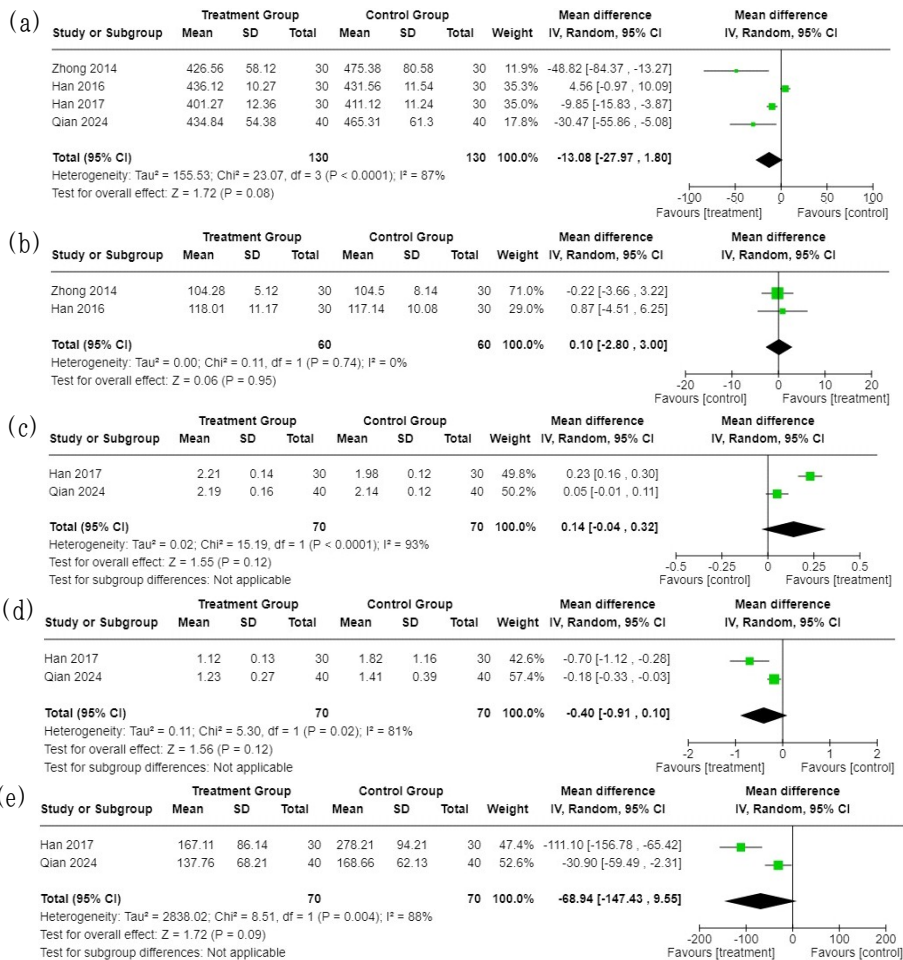 (a)
Treatment Group Control Group Mean difference Mean difference
Study or Subgroup Mean SD Total Mean SD Total Weight IV, Random, 95% CI IV, Random, 95% CI
Zhong 2014 426.56 58.12 30 475.38 80.58 30 11.9% -48.82 [-84.37 , -13.27]
Han 2016 436.12 10.27 30 431.56 11.54 30 35.3% 4.56 [-0.97 , 10.09]
Han 2017 401.27 12.36 30 411.12 11.24 30 35.0% -9.85 [-15.83 , -3.87]
Qian 2024 434.84 54.38 40 465.31 61.3 40 17.8% -30.47 [-55.86 , -5.08]
Total (95% CI) 130 130 100.0% -13.08 [-27.97 , 1.80]
Heterogeneity: Tau² = 155.53; Chi² = 23.07, df = 3 (P < 0.0001); I² = 87%
Test for overall effect: Z = 1.72 (P = 0.08)
-100 -50 0 50 100
Favours [treatment] Favours [control]
(b)
Treatment Group Control Group Mean difference Mean difference
Study or Subgroup Mean SD Total Mean SD Total Weight IV, Random, 95% CI IV, Random, 95% CI
Zhong 2014 104.28 5.12 30 104.5 8.14 30 71.0% -0.22 [-3.66 , 3.22]
Han 2016 118.01 11.17 30 117.14 10.08 30 29.0% 0.87 [-4.51 , 6.25]
Total (95% CI) 60 60 100.0% 0.10 [-2.80 , 3.00]
Heterogeneity: Tau² = 0.00; Chi² = 0.11, df = 1 (P = 0.74); I² = 0%
Test for overall effect: Z = 0.06 (P = 0.95)
-20 -10 0 10 20
Favours [control] Favours [treatment]
(c)
Treatment Group Control Group Mean difference Mean difference
Study or Subgroup Mean SD Total Mean SD Total Weight IV, Random, 95% CI IV, Random, 95% CI
Han 2017 2.21 0.14 30 1.98 0.12 30 49.8% 0.23 [0.16 , 0.30]
Qian 2024 2.19 0.16 40 2.14 0.12 40 50.2% 0.05 [-0.01 , 0.11]
Total (95% CI) 70 70 100.0% 0.14 [-0.04 , 0.32]
Heterogeneity: Tau² = 0.02; Chi² = 15.19, df = 1 (P < 0.0001); I² = 93%
Test for overall effect: Z = 1.55 (P = 0.12)
Test for subgroup differences: Not applicable
-0.5 -0.25 0 0.25 0.5
Favours [control] Favours [treatment]
(d)
Treatment Group Control Group Mean difference Mean difference
Study or Subgroup Mean SD Total Mean SD Total Weight IV, Random, 95% CI IV, Random, 95% CI
Han 2017 1.12 0.13 30 1.82 1.16 30 42.6% -0.70 [-1.12 , -0.28]
Qian 2024 1.23 0.27 40 1.41 0.39 40 57.4% -0.18 [-0.33 , -0.03]
Total (95% CI) 70 70 100.0% -0.40 [-0.91 , 0.10]
Heterogeneity: Tau² = 0.11; Chi² = 5.30, df = 1 (P = 0.02); I² = 81%
Test for overall effect: Z = 1.56 (P = 0.12)
Test for subgroup differences: Not applicable
-2 -1 0 1 2
Favours [treatment] Favours [control]
(e)
Treatment Group Control Group Mean difference Mean difference
Study or Subgroup Mean SD Total Mean SD Total Weight IV, Random, 95% CI IV, Random, 95% CI
Han 2017 167.11 86.14 30 278.21 94.21 30 47.4% -111.10 [-156.78 , -65.42]
Qian 2024 137.76 68.21 40 168.66 62.13 40 52.6% -30.90 [-59.49 , -2.31]
Total (95% CI) 70 70 100.0% -68.94 [-147.43 , 9.55]
Heterogeneity: Tau² = 2838.02; Chi² = 8.51, df = 1 (P = 0.004); I² = 88%
Test for overall effect: Z = 1.72 (P = 0.09)
Test for subgroup differences: Not applicable
-200 -100 0 100 200
Favours [treatment] Favours [control]